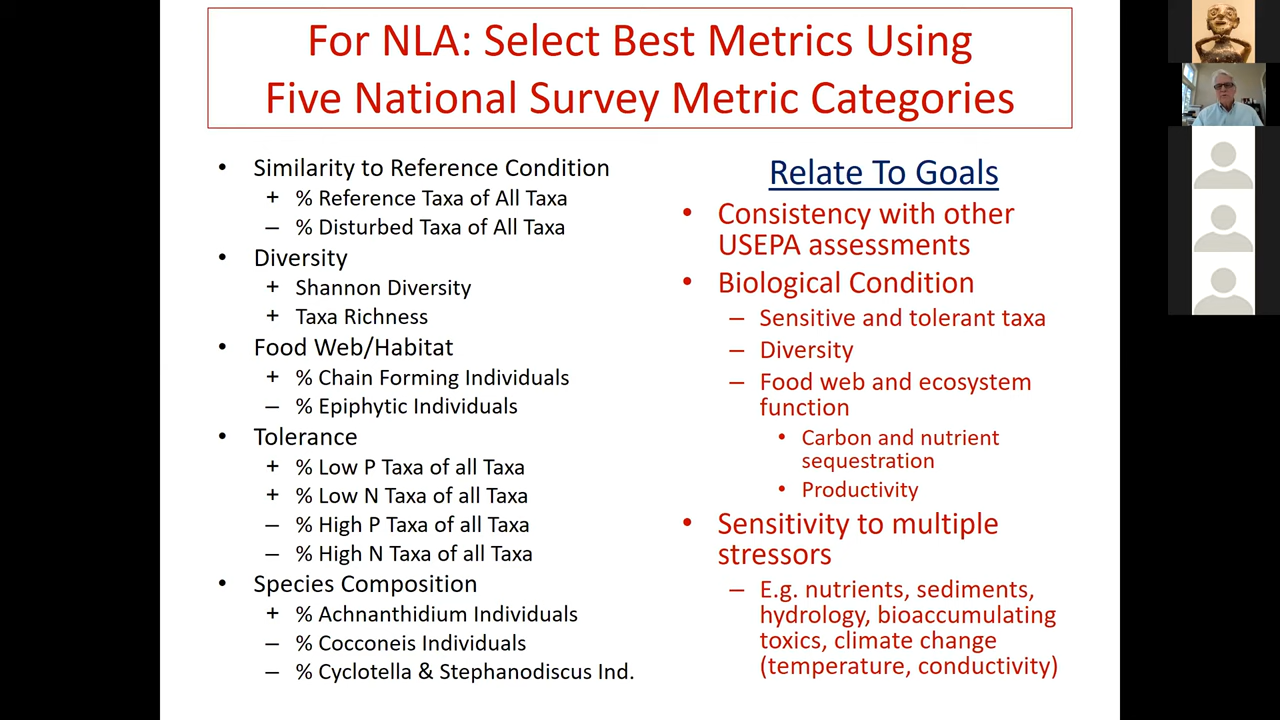 For NLA: Select Best Metrics Using
Five National Survey Metric Categories
• Similarity to Reference Condition
+ % Reference Taxa of All Taxa
– % Disturbed Taxa of All Taxa
• Diversity
+ Shannon Diversity
+ Taxa Richness
• Food Web/Habitat
+ % Chain Forming Individuals
– % Epiphytic Individuals
• Tolerance
+ % Low P Taxa of all Taxa
+ % Low N Taxa of all Taxa
– % High P Taxa of all Taxa
– % High N Taxa of all Taxa
• Species Composition
+ % Achnanthidium Individuals
– % Cocconeis Individuals
– % Cyclotella & Stephanodiscus Ind.
Relate To Goals
• Consistency with other
USEPA assessments
• Biological Condition
– Sensitive and tolerant taxa
– Diversity
– Food web and ecosystem
function
• Carbon and nutrient
sequestration
• Productivity
• Sensitivity to multiple
stressors
– E.g. nutrients, sediments,
hydrology, bioaccumulating
toxics, climate change
(temperature, conductivity)